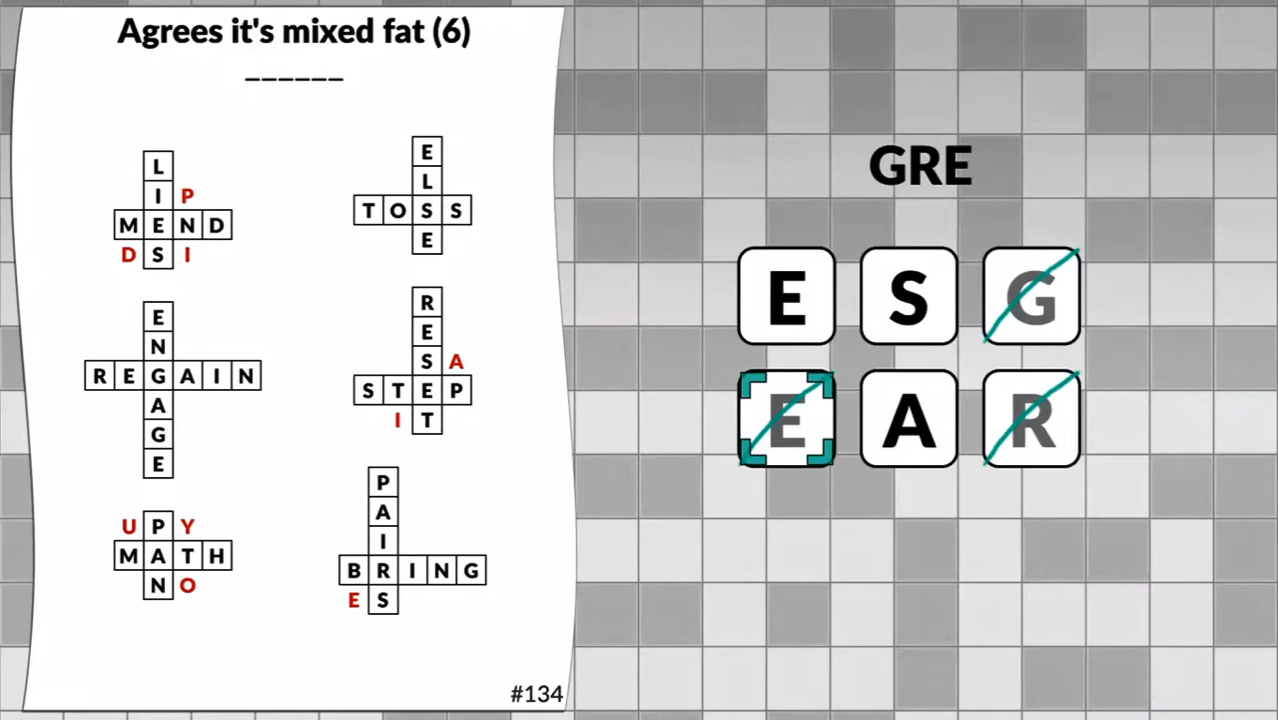 Agrees it's mixed fat (6)
______
L
I P
MEND
D S I
E
L
TOSS
E
E
N
REGAIN
A
G
E
R
E
S A
STEP
I T
U P Y
MATH
N O
P
A
I
BRING
E S
#134
GRE
E S G
E A R